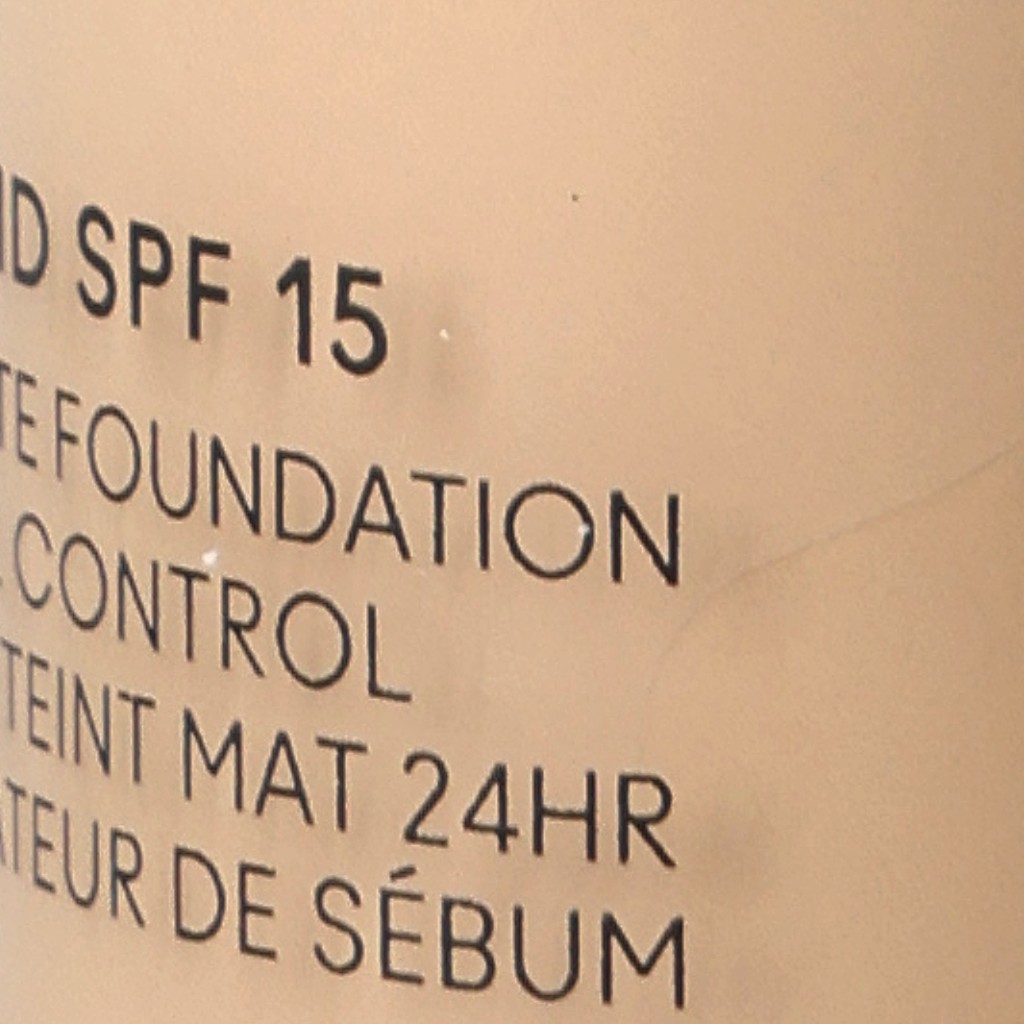 SPF 15
FOUNDATION
CONTROL
TEINT MAT 24HR
DE SÉBUM